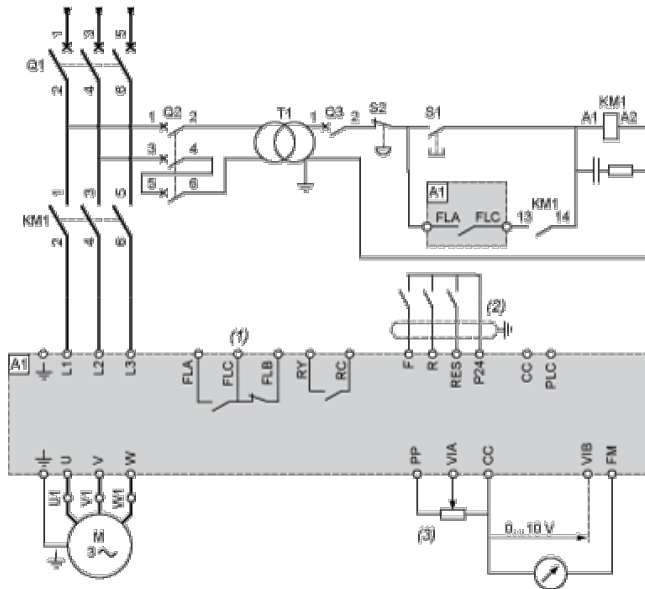 1 3 5
Q1
2 4 6
1 Q2 2 T1 1 Q3 S2 S1 KM1
A1 A2
3 4
5 6
A1
FLA FLC 13 KM1 14
1 3 5
KM1
2 4 6
(1) (2)
A1
L1 L2 L3 FLA FLC FLB RY RC F R RES P24 CC PLC
U V W PP VIA CC VIB FM
U1 V1 W1
M
3
(3)
0...10 V